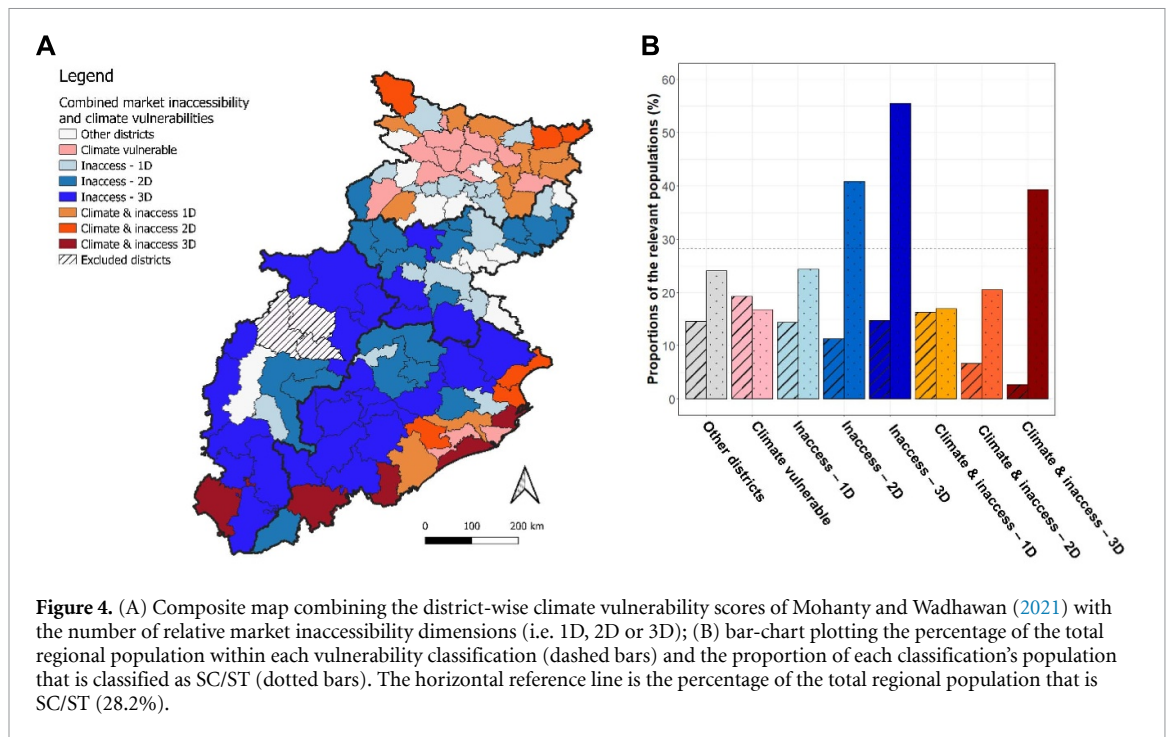 A
Legend
Combined market inaccessibility
and climate vulnerabilities
Other districts
Climate vulnerable
Inaccess - 1D
Inaccess - 2D
Inaccess - 3D
Climate & inaccess 1D
Climate & inaccess 2D
Climate & inaccess 3D
Excluded districts
0 100 200 km
B
Proportions of the relevant populations (%)
60
50
40
30
20
10
0
Other districts
Climate vulnerable
Inaccess – 1D
Inaccess – 2D
Inaccess – 3D
Climate & inaccess – 1D
Climate & inaccess – 2D
Climate & inaccess – 3D
Figure 4. (A) Composite map combining the district-wise climate vulnerability scores of Mohanty and Wadhawan (2021) with
the number of relative market inaccessibility dimensions (i.e. 1D, 2D or 3D); (B) bar-chart plotting the percentage of the total
regional population within each vulnerability classification (dashed bars) and the proportion of each classification's population
that is classified as SC/ST (dotted bars). The horizontal reference line is the percentage of the total regional population that is
SC/ST (28.2%).